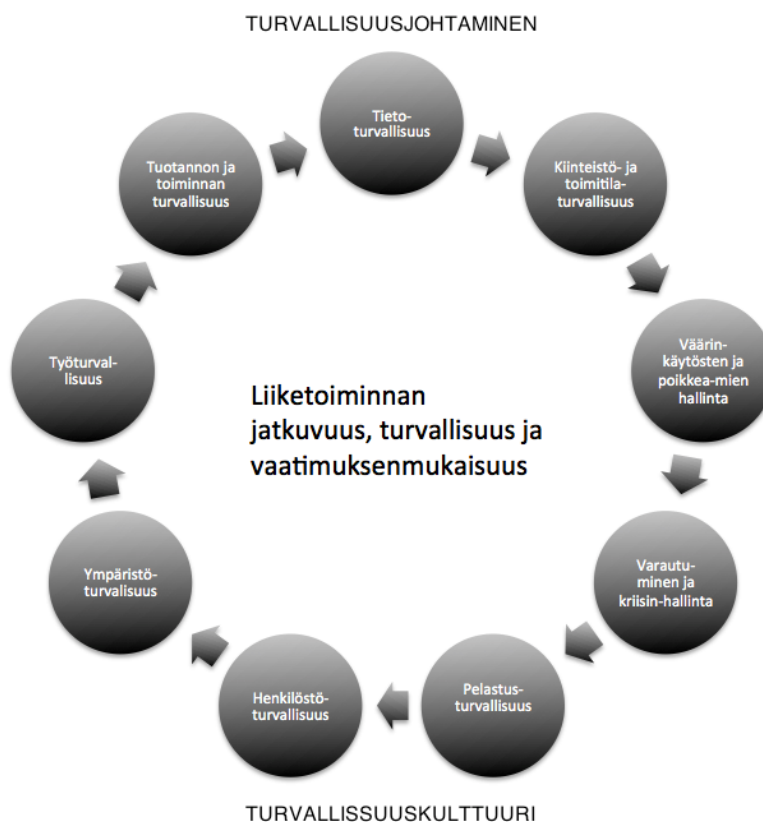 TURVALLISUUSJOHTAMINEN
Tieto-
turvallisuus
Kiinteistö- ja
toimitila-
turvallisuus
Väärin-
käytösten ja
poikkea-mien
hallinta
Varautu-
minen ja
kriisin-hallinta
Pelastus-
turvallisuus
Henkilöstö-
turvallisuus
Ympäristö-
turvalisuus
Työturval-
lisuus
Tuotannon ja
toiminnan
turvallisuus
Liiketoiminnan
jatkuvuus, turvallisuus ja
vaatimuksenmukaisuus
TURVALLISSUUSKULTTUURI